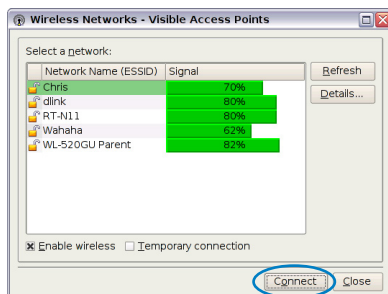 Wireless Networks - Visible Access Points
Select a network:
Network Name (ESSID) Signal
Refresh
Chris 70%
Details...
dlink 80%
RT-N11 80%
Wahaha 62%
WL-520GU Parent 82%
Enable wireless Temporary connection
Connect Close